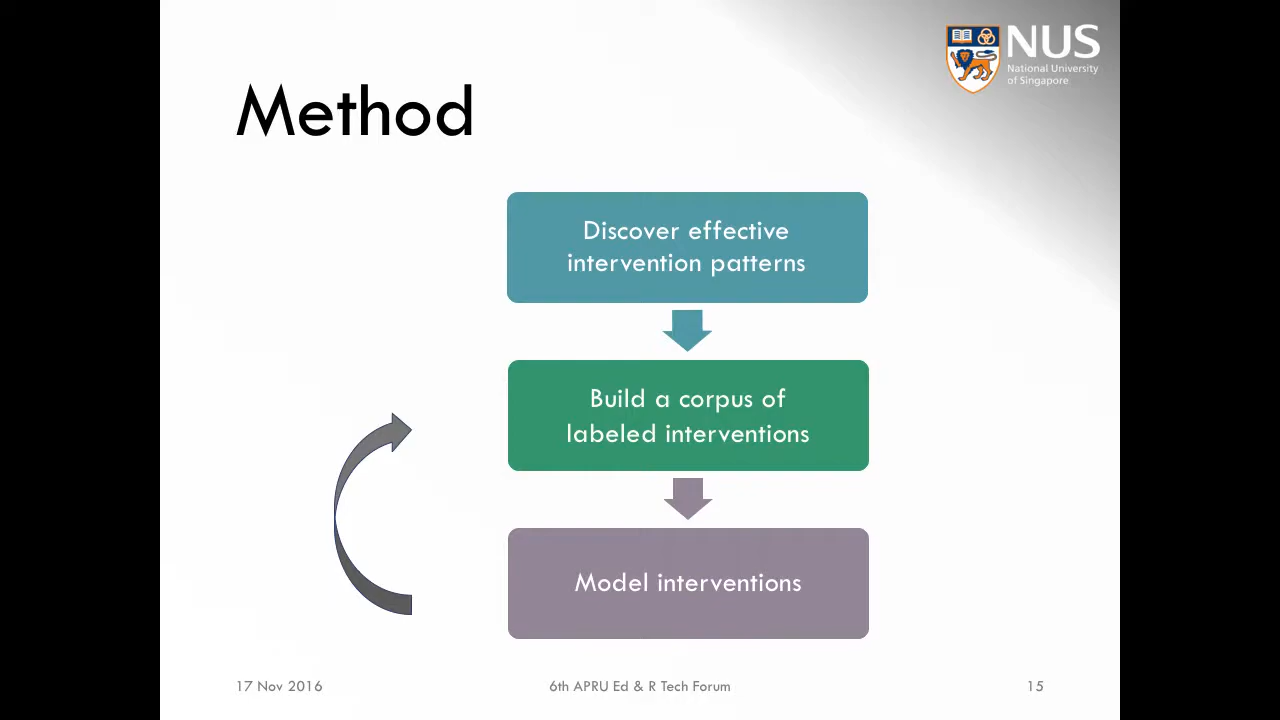 NUS
National University
of Singapore
Method
Discover effective
intervention patterns
Build a corpus of
labeled interventions
Model interventions
17 Nov 2016
6th APRU Ed & R Tech Forum
15